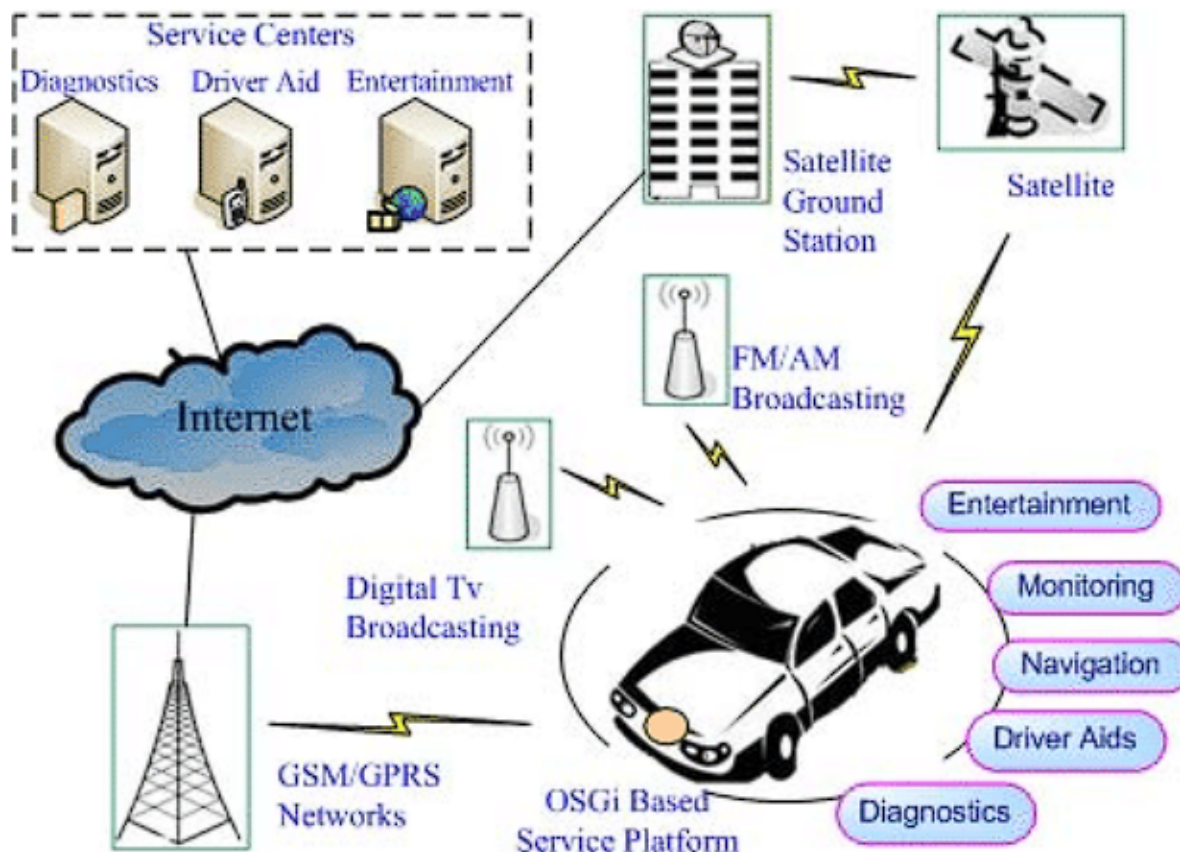 Service Centers
Diagnostics
Driver Aid
Entertainment
Satellite
Ground
Station
Satellite
FM/AM
Broadcasting
Internet
Digital Tv
Broadcasting
Entertainment
Monitoring
Navigation
Driver Aids
Diagnostics
GSM/GPRS
Networks
OSGi Based
Service Platform